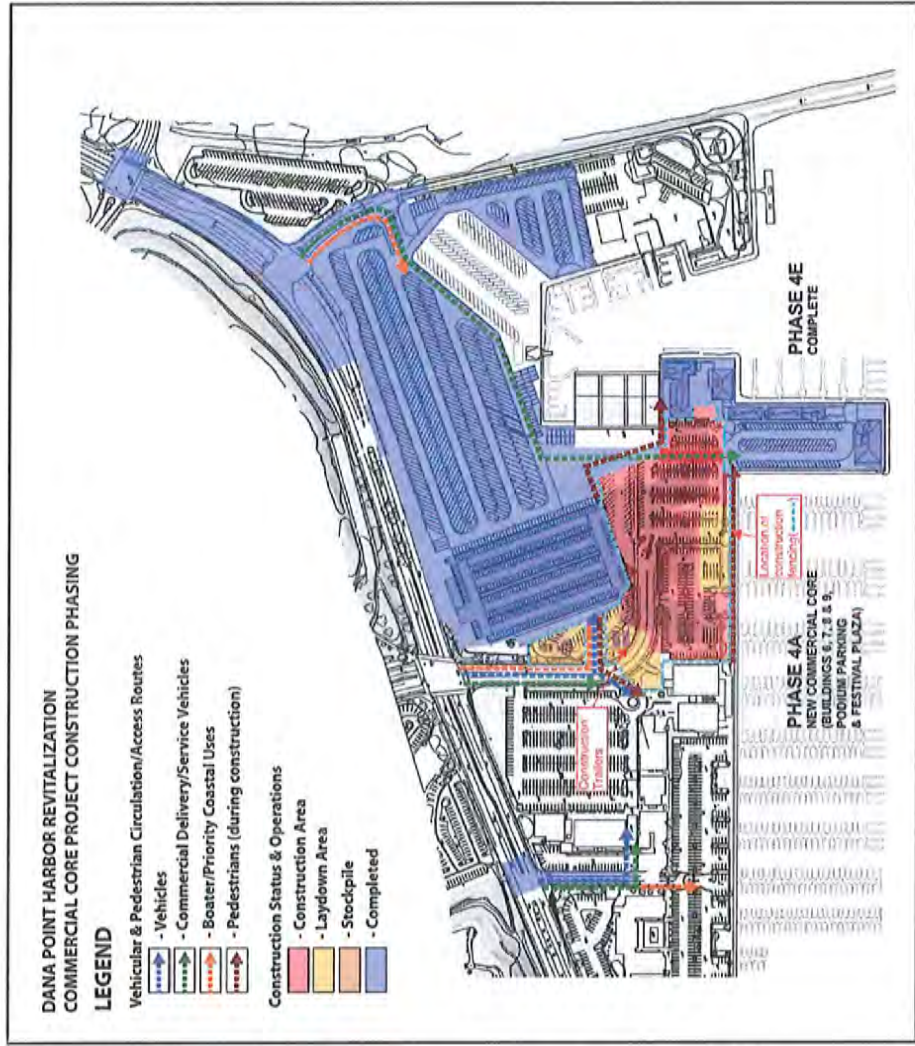 DANA POINT HARBOR REVITALIZATION
COMMERCIAL CORE PROJECT CONSTRUCTION PHASING
LEGEND
Vehicular & Pedestrian Circulation/Access Routes
- Vehicles
- Commercial Delivery/Service Vehicles
- Boater/Priority Coastal Uses
- Pedestrians (during construction)
Construction Status & Operations
- Construction Area
- Laydown Area
- Stockpile
- Completed
Construction
Trailers
PHASE 4A
NEW COMMERCIAL CORE
(BUILDINGS 6, 7, 8 & 9,
PODIUM PARKING
& FESTIVAL PLAZA)
Location of
construction
fencing(----)
PHASE 4E
COMPLETE